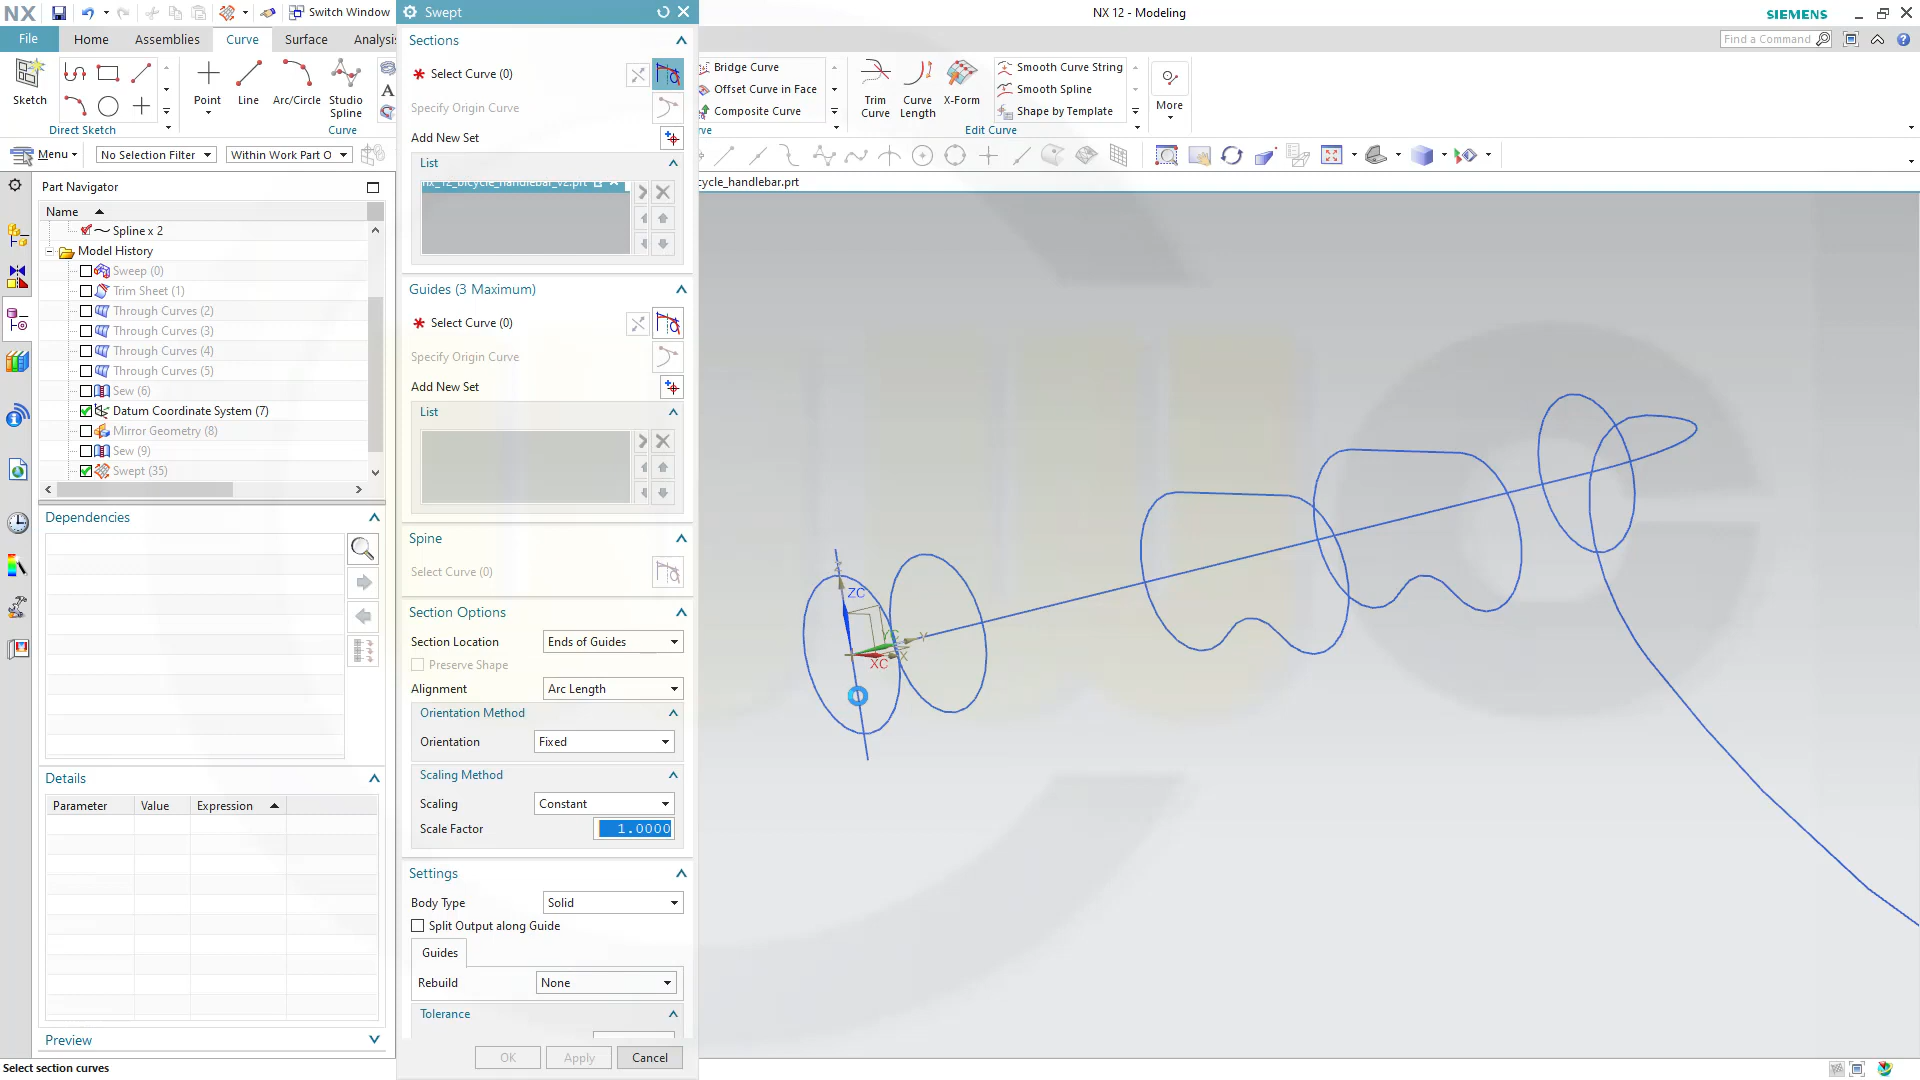 NX
Switch Window
Swept
NX 12 - Modeling
SIEMENS
File
Home
Assemblies
Curve
Surface
Analysis
Find a Command
Sections
Select Curve (0)
Specify Origin Curve
Add New Set
List
nx_12_bicycle_handlebar_v2.prt
Sketch
Point
Line
Arc/Circle
Studio
Spline
Direct Sketch
Curve
Bridge Curve
Offset Curve in Face
Composite Curve
Trim
Curve
Curve
Length
X-Form
Smooth Curve String
Smooth Spline
Shape by Template
More
Edit Curve
Menu
No Selection Filter
Within Work Part O
cycle_handlebar.prt
Part Navigator
Name
Spline x 2
Model History
Sweep (0)
Trim Sheet (1)
Through Curves (2)
Through Curves (3)
Through Curves (4)
Through Curves (5)
Sew (6)
Datum Coordinate System (7)
Mirror Geometry (8)
Sew (9)
Swept (35)
Guides (3 Maximum)
Select Curve (0)
Specify Origin Curve
Add New Set
List
Dependencies
Spine
Select Curve (0)
Section Options
Section Location
Ends of Guides
Preserve Shape
Alignment
Arc Length
Orientation Method
Orientation
Fixed
Scaling Method
Scaling
Constant
Scale Factor
1.0000
Settings
Body Type
Solid
Split Output along Guide
Guides
Rebuild
None
Tolerance
OK
Apply
Cancel
Details
Parameter
Value
Expression
Preview
Select section curves
ZC
XC